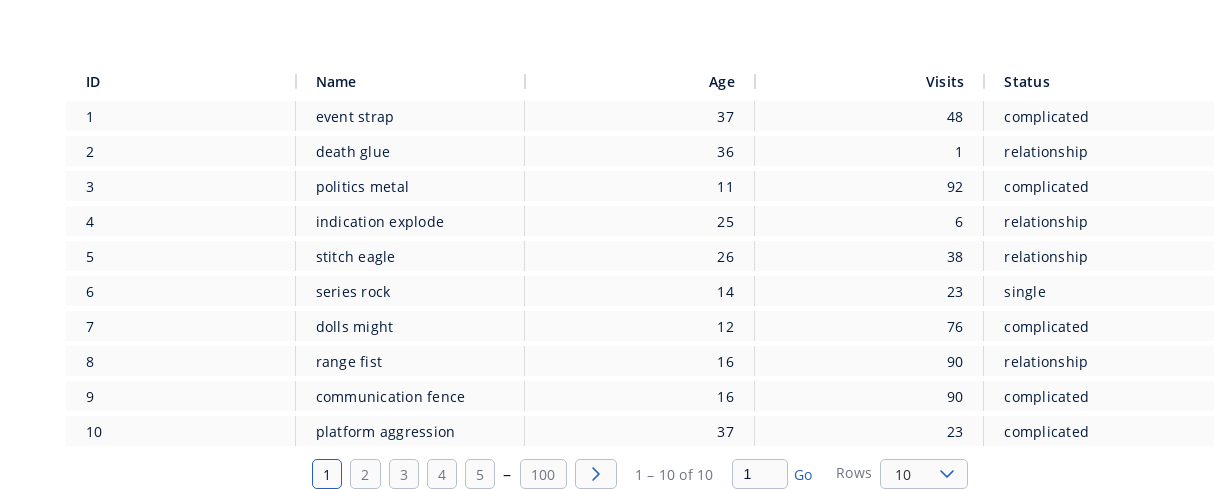 ID Name Age Visits Status
1 event strap 37 48 complicated
2 death glue 36 1 relationship
3 politics metal 11 92 complicated
4 indication explode 25 6 relationship
5 stitch eagle 26 38 relationship
6 series rock 14 23 single
7 dolls might 12 76 complicated
8 range fist 16 90 relationship
9 communication fence 16 90 complicated
10 platform aggression 37 23 complicated
1 2 3 4 5 – 100 1 – 10 of 10 1 Go Rows 10